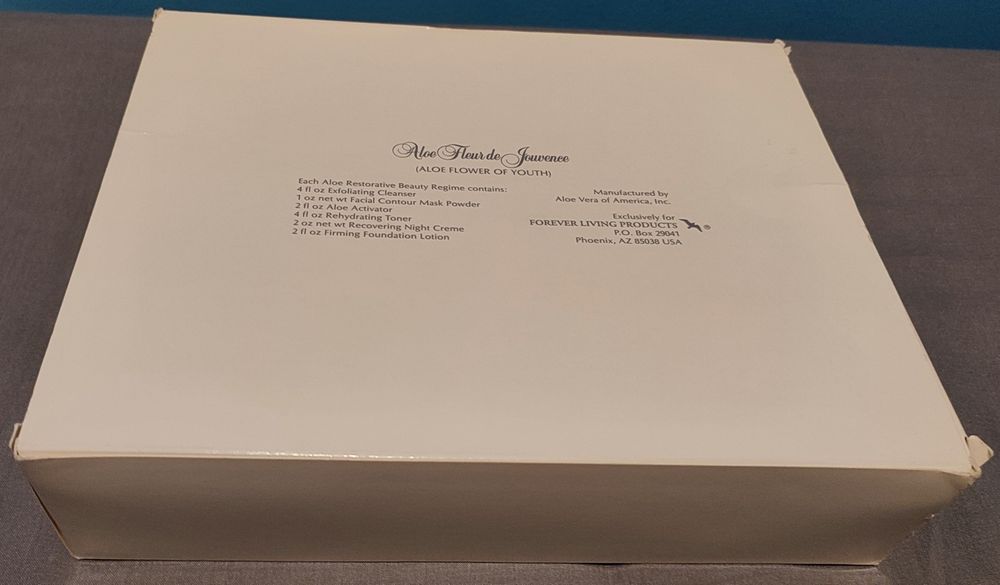 Aloe Fleur de Jouvence
(ALOE FLOWER OF YOUTH)
Each Aloe Restorative Beauty Regime contains:
4 fl oz Exfoliating Cleanser
1 oz net wt Facial Contour Mask Powder
2 fl oz Aloe Activator
4 fl oz Rehydrating Toner
2 oz net wt Recovering Night Creme
2 fl oz Firming Foundation Lotion
Manufactured by
Aloe Vera of America, Inc.
Exclusively for
FOREVER LIVING PRODUCTS ®
P.O. Box 29041
Phoenix, AZ 85038 USA